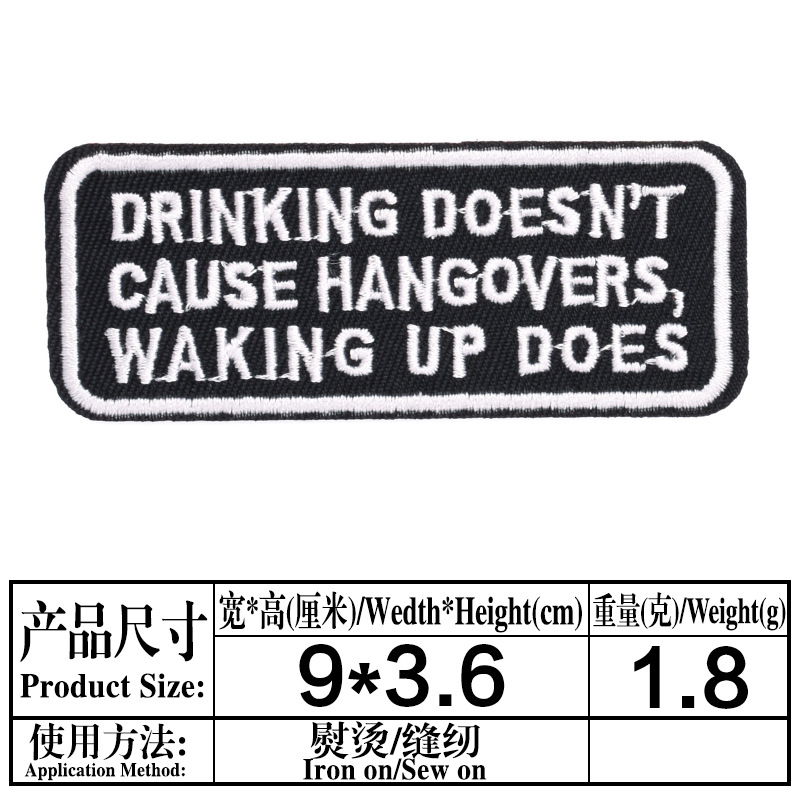 DRINKING DOESN'T
CAUSE HANGOVERS,
WAKING UP DOES
产品尺寸
Product Size:
宽*高(厘米)/Wedth*Height(cm)
重量(克)/Weight(g)
9*3.6
1.8
使用方法:
Application Method:
熨烫/缝纫
Iron on/Sew on